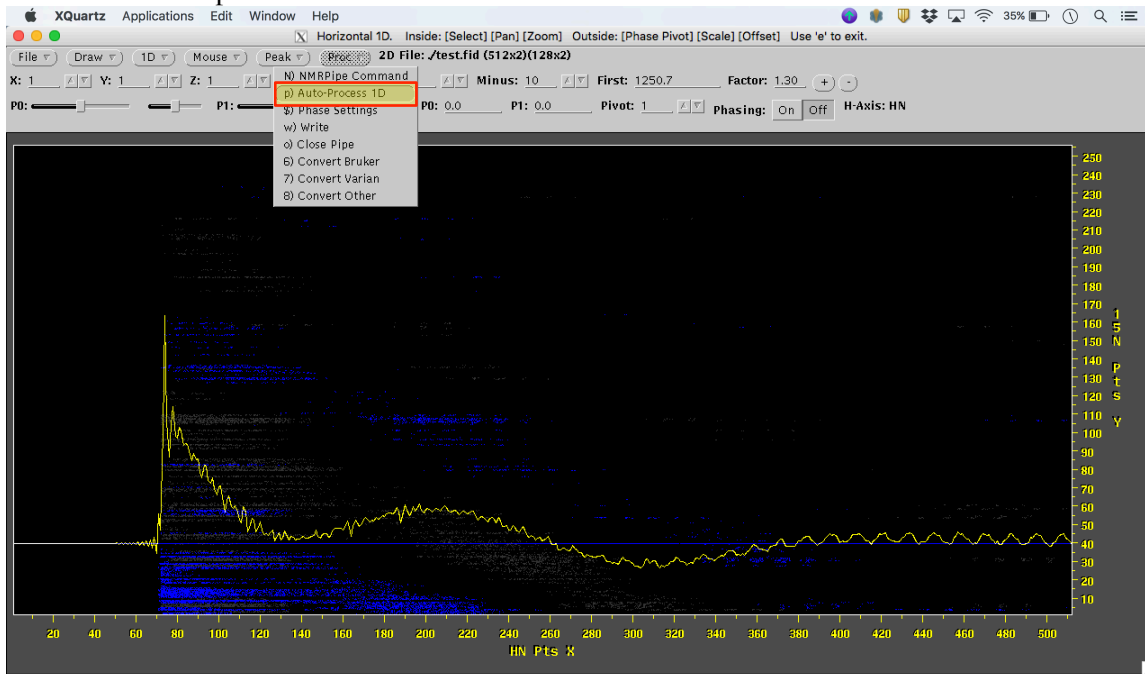 XQuartz Applications Edit Window Help 35%
X Horizontal 1D. Inside: [Select] [Pan] [Zoom] Outside: [Phase Pivot] [Scale] [Offset] Use 'e' to exit.
File Draw 1D Mouse Peak Proc 2D File: ./test.fid (512x2)(128x2)
X: 1 Y: 1 Z: 1 Minus: 10 First: 1250.7 Factor: 1.30 + -
P0: P1: P0: 0.0 P1: 0.0 Pivot: 1 Phasing: On Off H-Axis: HN
N) NMRPipe Command
p) Auto-Process 1D
$) Phase Settings
w) Write
o) Close Pipe
6) Convert Bruker
7) Convert Varian
8) Convert Other
250
240
230
220
210
200
190
180
170
160
150
140
130
120
110
100
90
80
70
60
50
40
30
20
10
15N Pts Y
20 40 60 80 100 120 140 160 180 200 220 240 260 280 300 320 340 360 380 400 420 440 460 480 500
HN Pts X